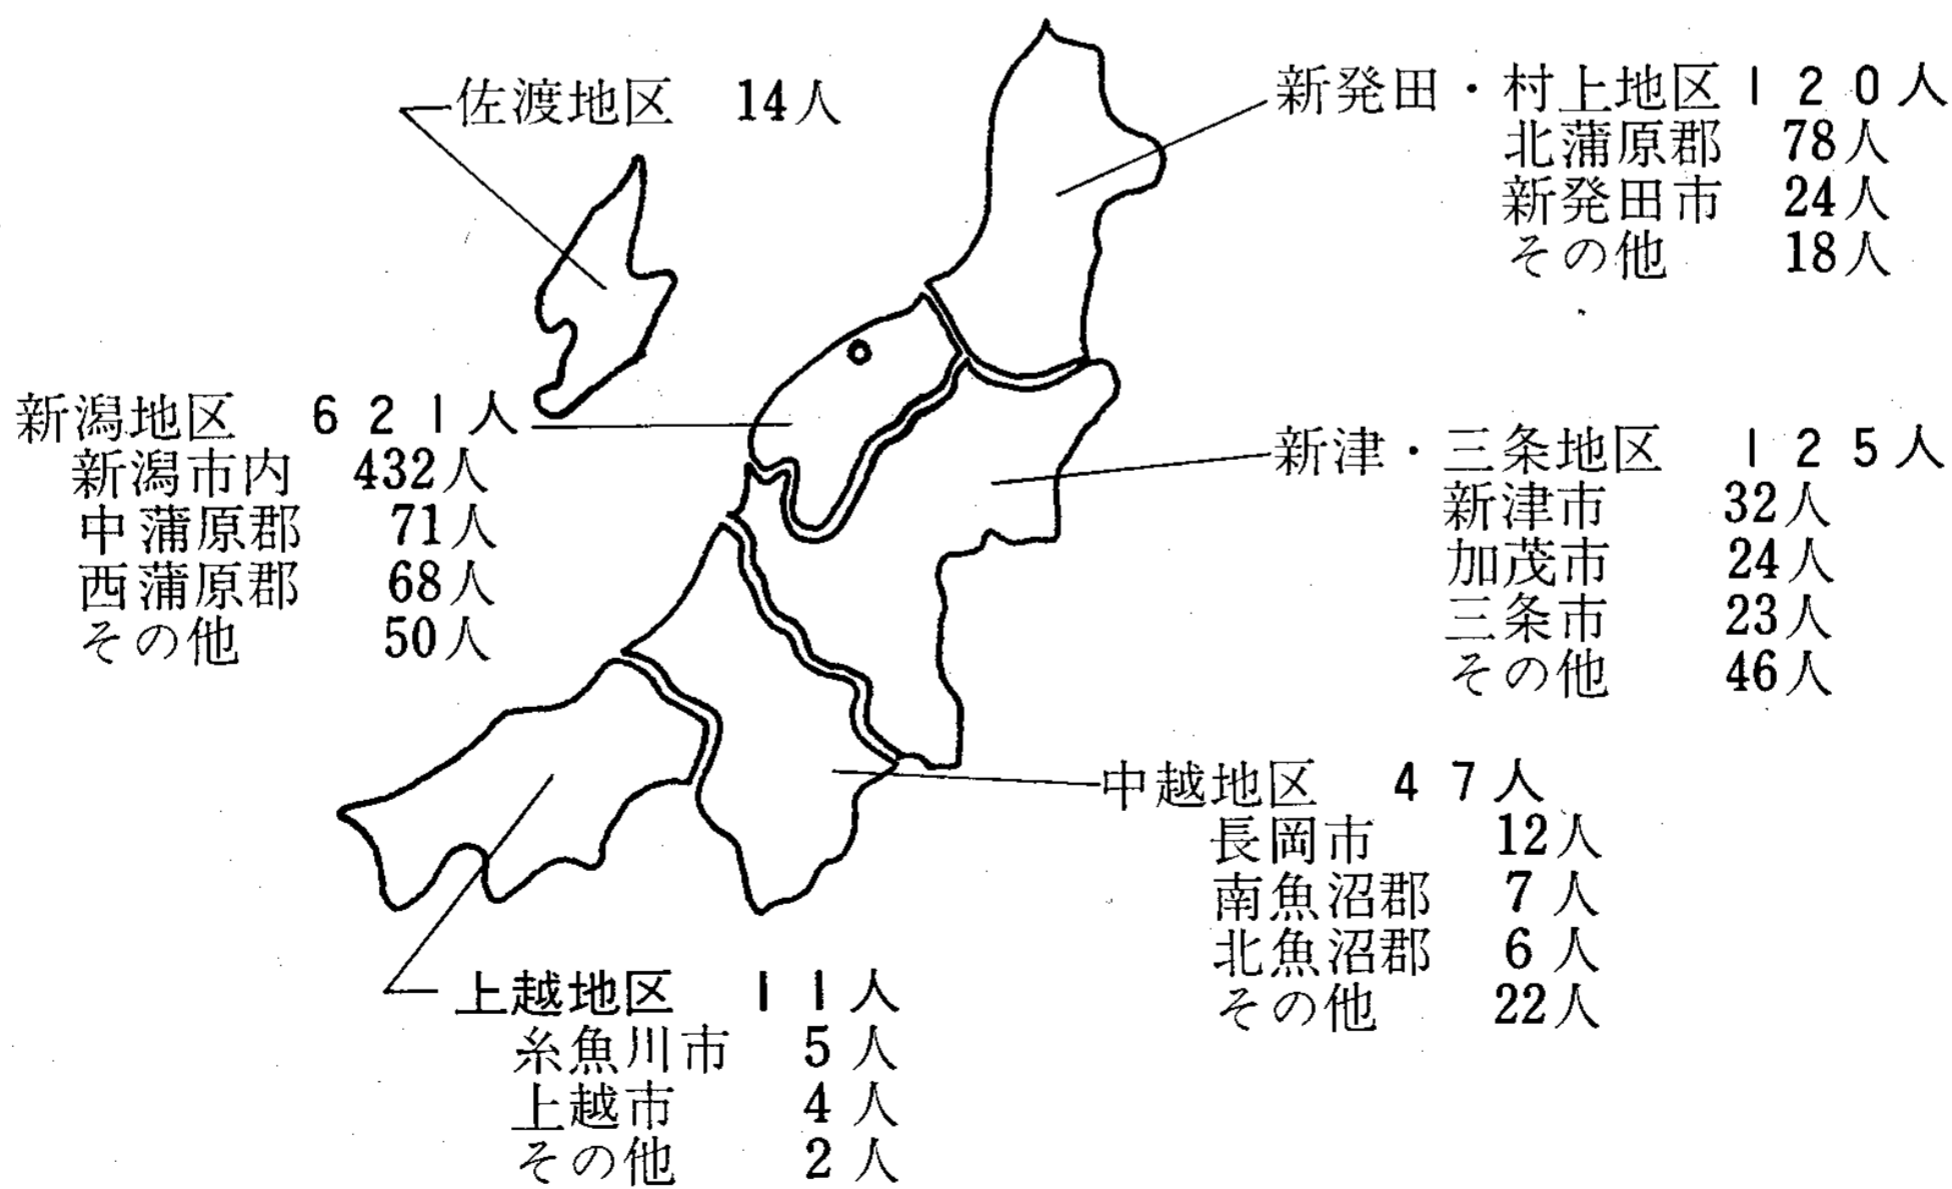 佐渡地区 14人
新発田・村上地区 120人
北蒲原郡 78人
新発田市 24人
その他 18人
新潟地区 621人
新潟市内 432人
中蒲原郡 71人
西蒲原郡 68人
その他 50人
新津・三条地区 125人
新津市 32人
加茂市 24人
三条市 23人
その他 46人
中越地区 47人
長岡市 12人
南魚沼郡 7人
北魚沼郡 6人
その他 22人
上越地区 11人
糸魚川市 5人
上越市 4人
その他 2人